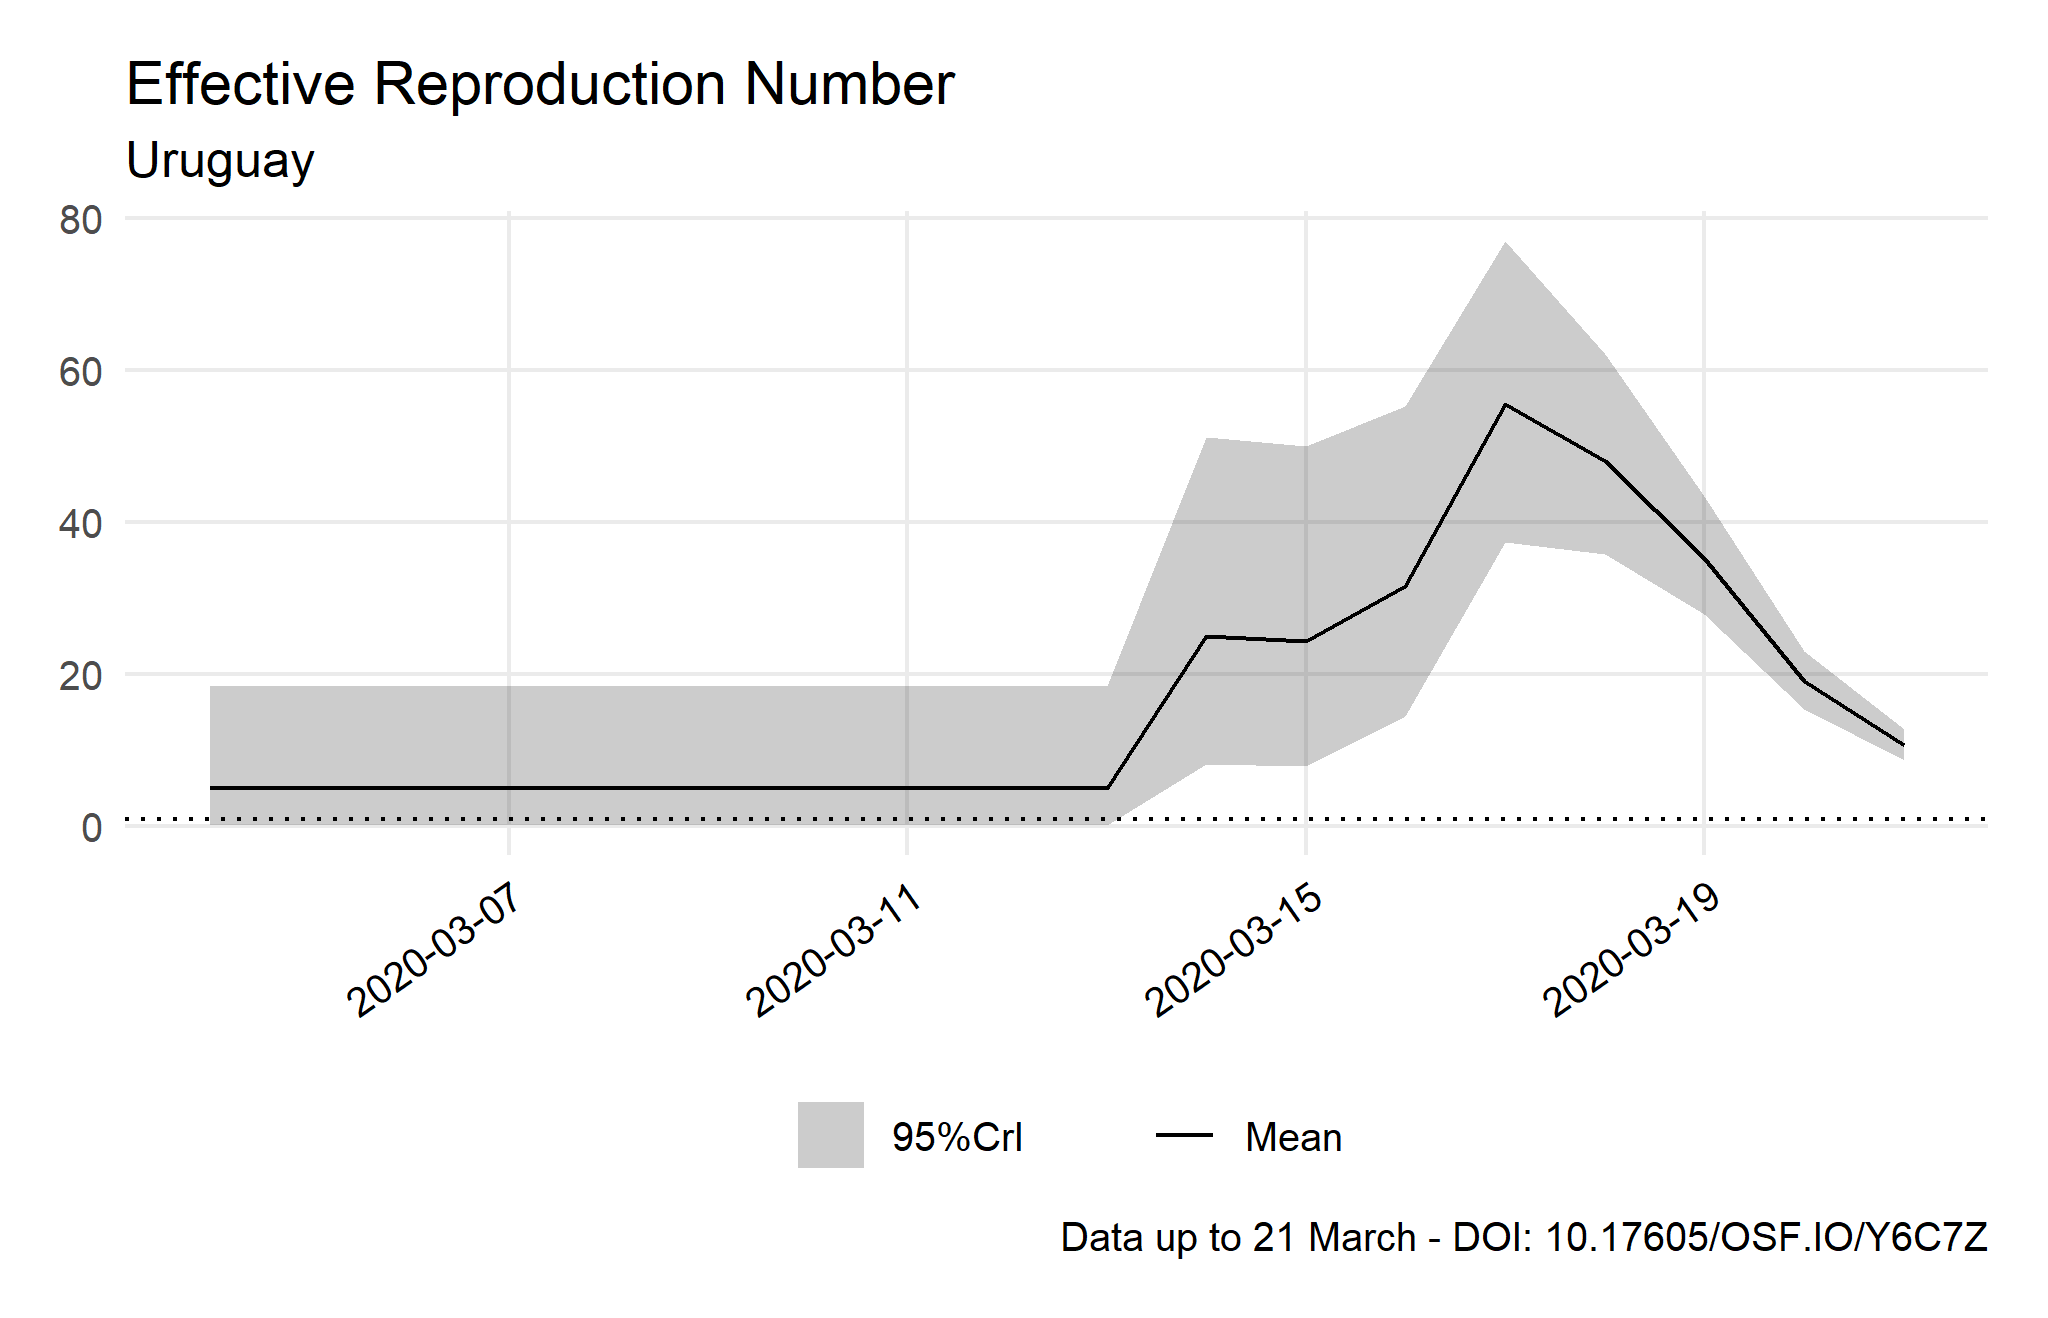 Effective Reproduction Number
Uruguay
80
60
40
20
0
2020-03-07
2020-03-11
2020-03-15
2020-03-19
95%CrI
Mean
Data up to 21 March - DOI: 10.17605/OSF.IO/Y6C7Z